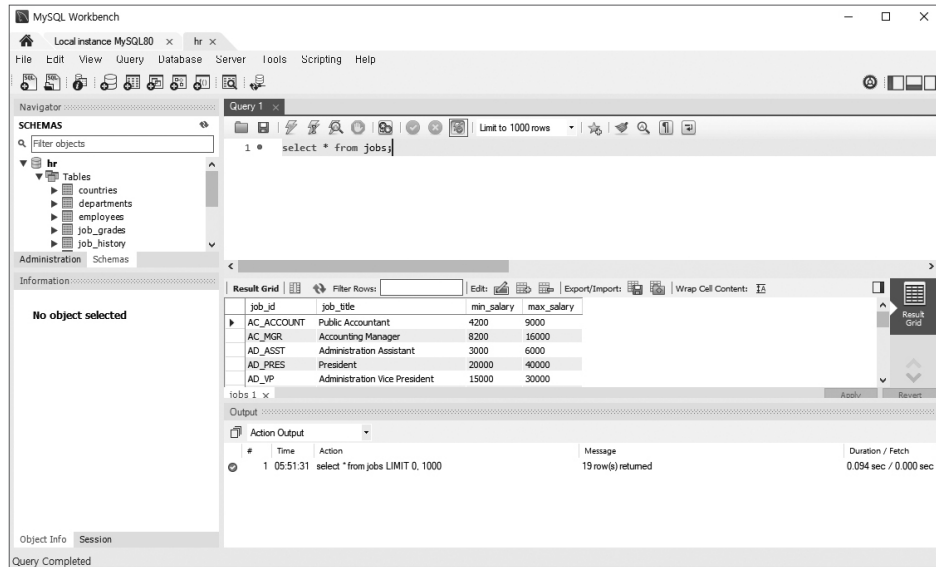 MySQL Workbench
Local instance MySQL80 × hr ×
File Edit View Query Database Server Tools Scripting Help
Navigator
SCHEMAS
Filter objects
hr
Tables
countries
departments
employees
job_grades
job_history
Administration Schemas
Information
No object selected
Object Info Session
Query Completed
Query 1 ×
Limit to 1000 rows
1 select * from jobs;
Result Grid Filter Rows: Edit: Export/Import: Wrap Cell Content:
job_id job_title min_salary max_salary
AC_ACCOUNT Public Accountant 4200 9000
AC_MGR Accounting Manager 8200 16000
AD_ASST Administration Assistant 3000 6000
AD_PRES President 20000 40000
AD_VP Administration Vice President 15000 30000
Result
Grid
jobs 1 × Apply Revert
Output
Action Output
# Time Action Message Duration / Fetch
1 05:51:31 select * from jobs LIMIT 0, 1000 19 row(s) returned 0.094 sec / 0.000 sec